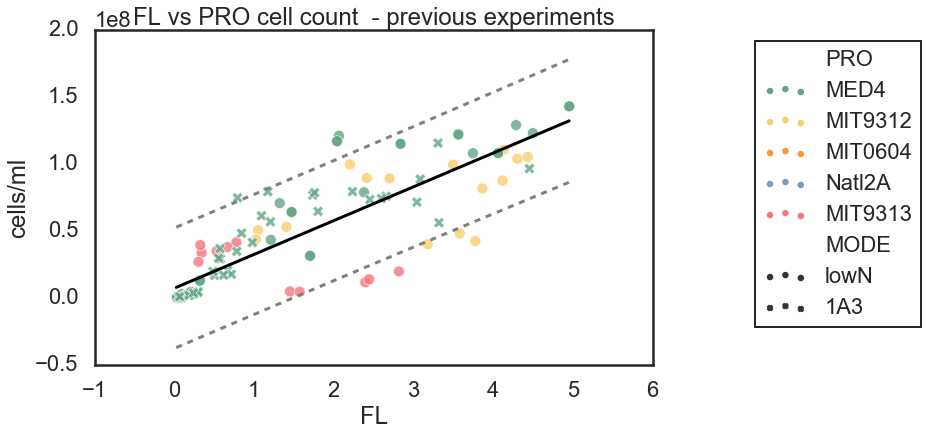 1e8 FL vs PRO cell count - previous experiments
2.0
1.5
1.0
0.5
0.0
−0.5
cells/ml
−1 0 1 2 3 4 5 6
FL
PRO
MED4
MIT9312
MIT0604
Natl2A
MIT9313
MODE
lowN
1A3